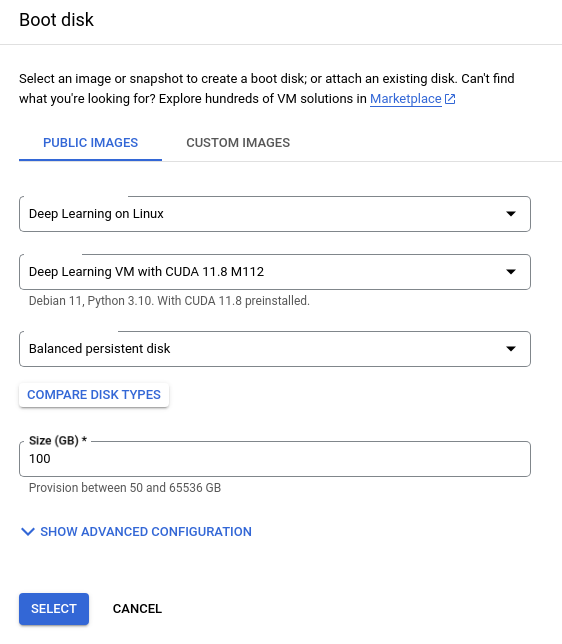 Boot disk
Select an image or snapshot to create a boot disk; or attach an existing disk. Can't find
what you're looking for? Explore hundreds of VM solutions in Marketplace
PUBLIC IMAGES
CUSTOM IMAGES
Deep Learning on Linux
Deep Learning VM with CUDA 11.8 M112
Debian 11, Python 3.10. With CUDA 11.8 preinstalled.
Balanced persistent disk
COMPARE DISK TYPES
Size (GB) *
100
Provision between 50 and 65536 GB
SHOW ADVANCED CONFIGURATION
SELECT
CANCEL